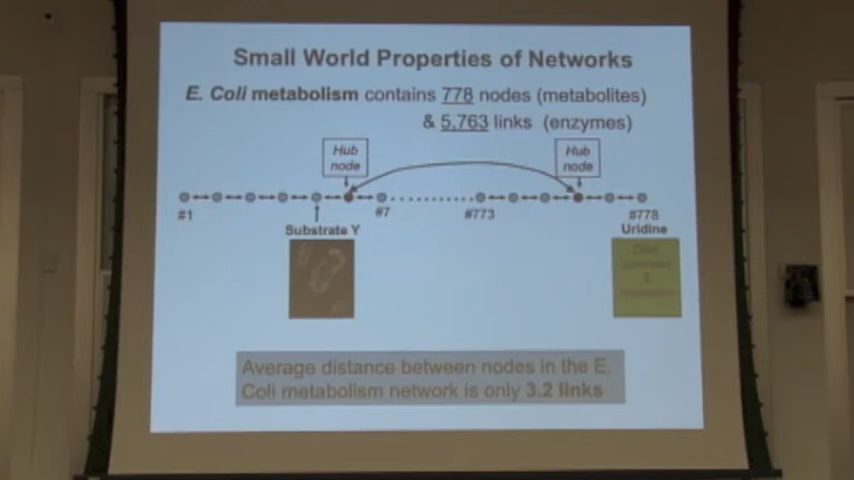 Small World Properties of Networks
E. Coli metabolism contains 778 nodes (metabolites)
& 5,763 links (enzymes)
Hub
node
Hub
node
#1
#7
#773
#778
Substrate Y
Uridine
&
Average distance between nodes in the E.
Coli metabolism network is only 3.2 links